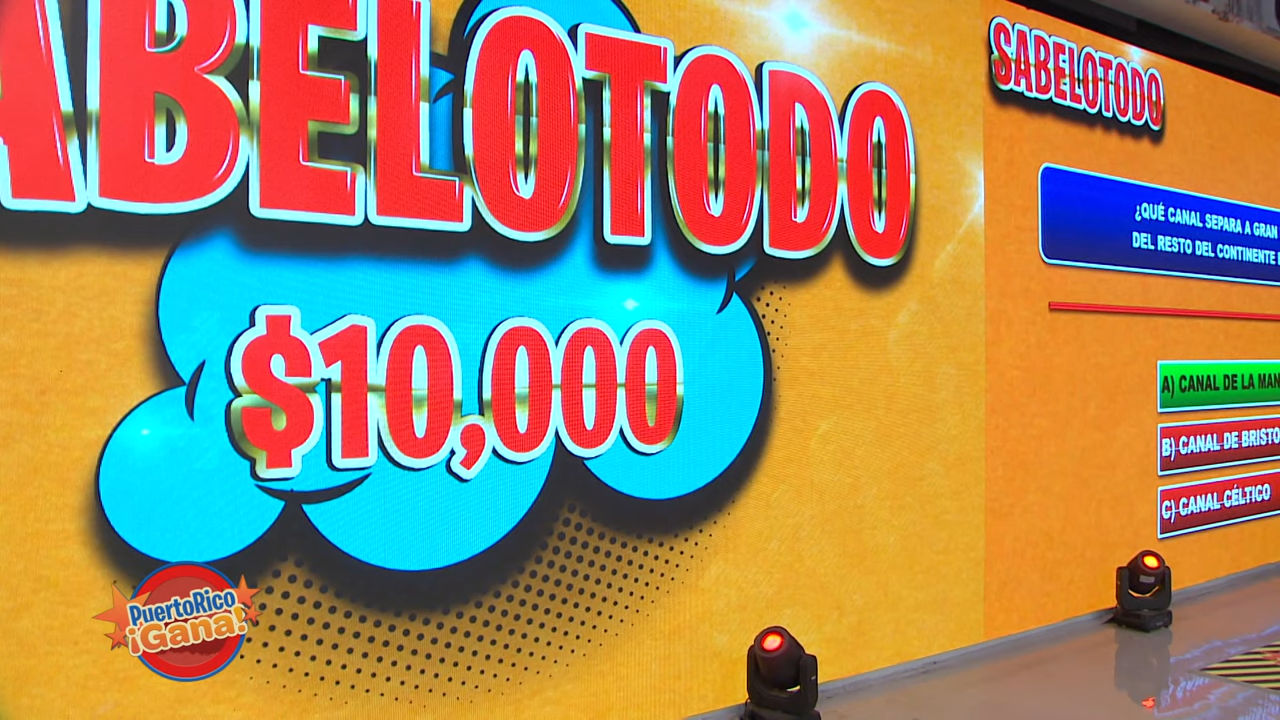 ABELOTODO
$10,000
SABELOTODO
¿QUÉ CANAL SEPARA A GRAN
DEL RESTO DEL CONTINENTE
A) CANAL DE LA MAN
B) CANAL DE BRISTO
C) CANAL CÉLTICO
PuertoRico
¡Gana!